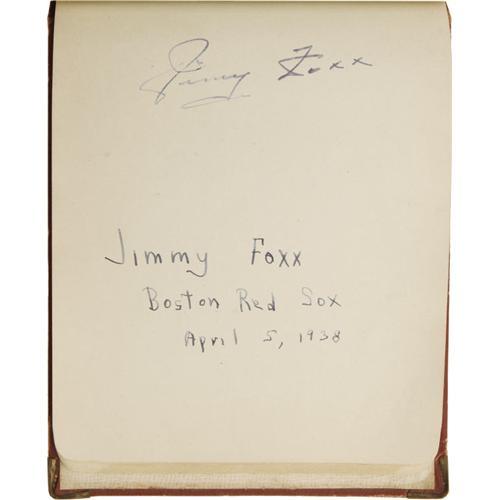 Jimmy Foxx
Jimmy Foxx
Boston Red Sox
April 5, 1938